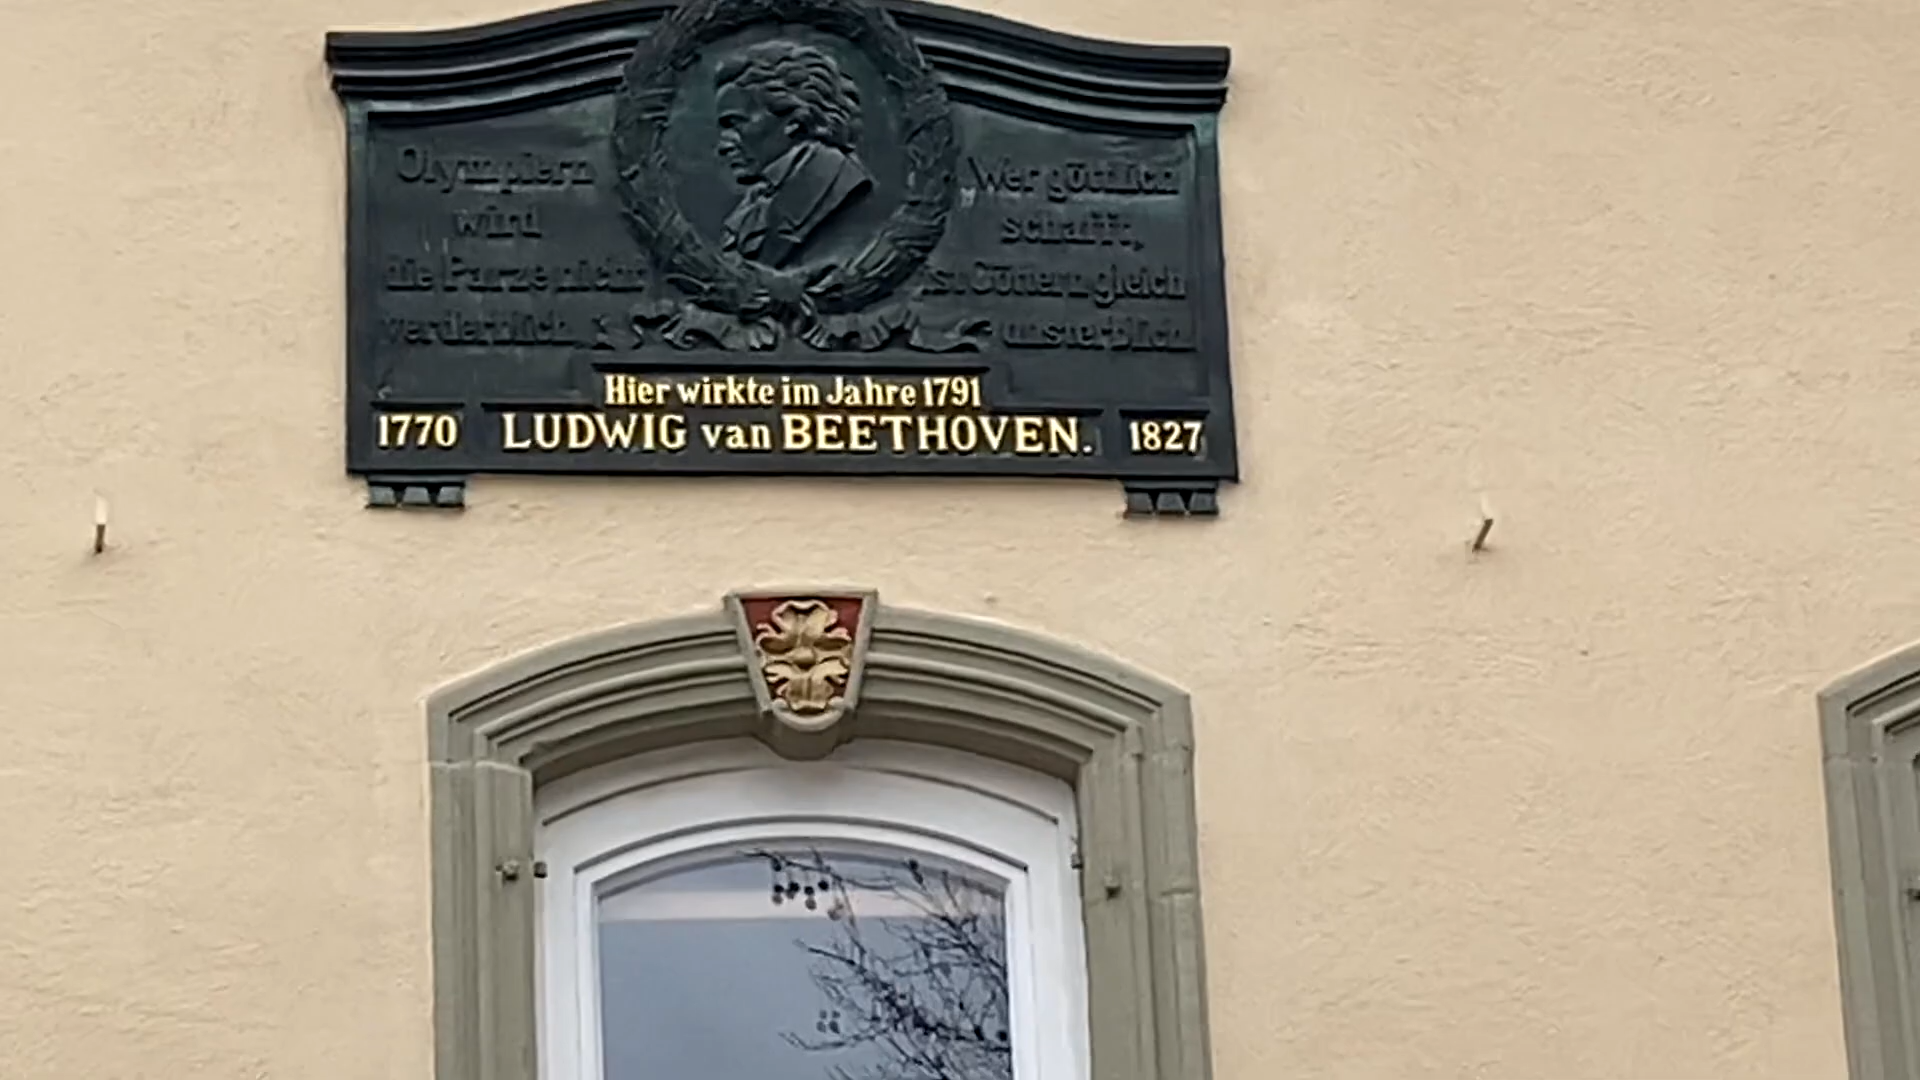 Olympiern
wird
die Parze nicht
verderblich,
Wer göttlich
schafft,
ist Göttern gleich
unsterblich
Hier wirkte im Jahre 1791
1770 LUDWIG van BEETHOVEN. 1827